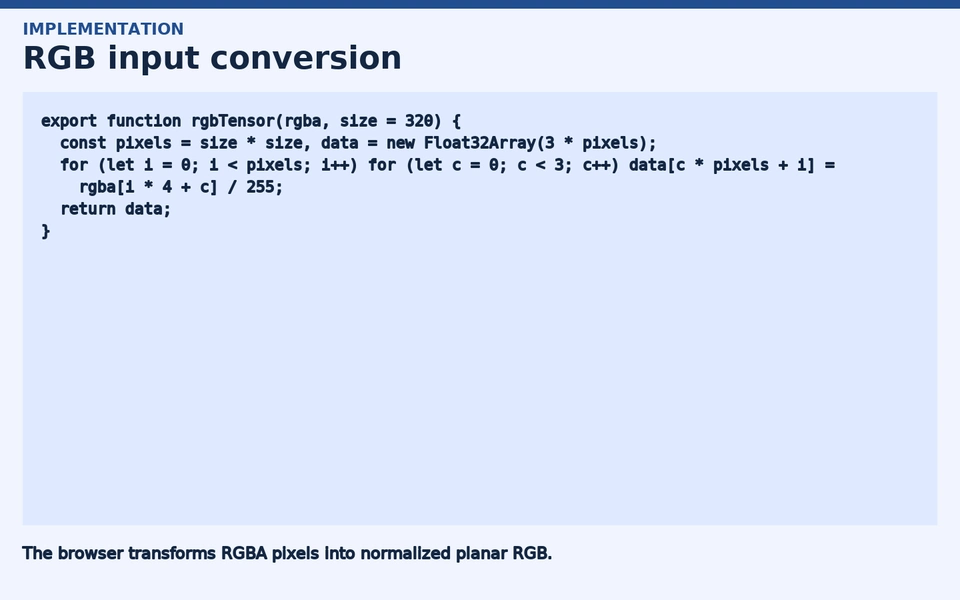 IMPLEMENTATION
RGB input conversion
export function rgbTensor(rgba, size = 320) {
  const pixels = size * size, data = new Float32Array(3 * pixels);
  for (let i = 0; i < pixels; i++) for (let c = 0; c < 3; c++) data[c * pixels + i] =
    rgba[i * 4 + c] / 255;
  return data;
}
The browser transforms RGBA pixels into normalized planar RGB.